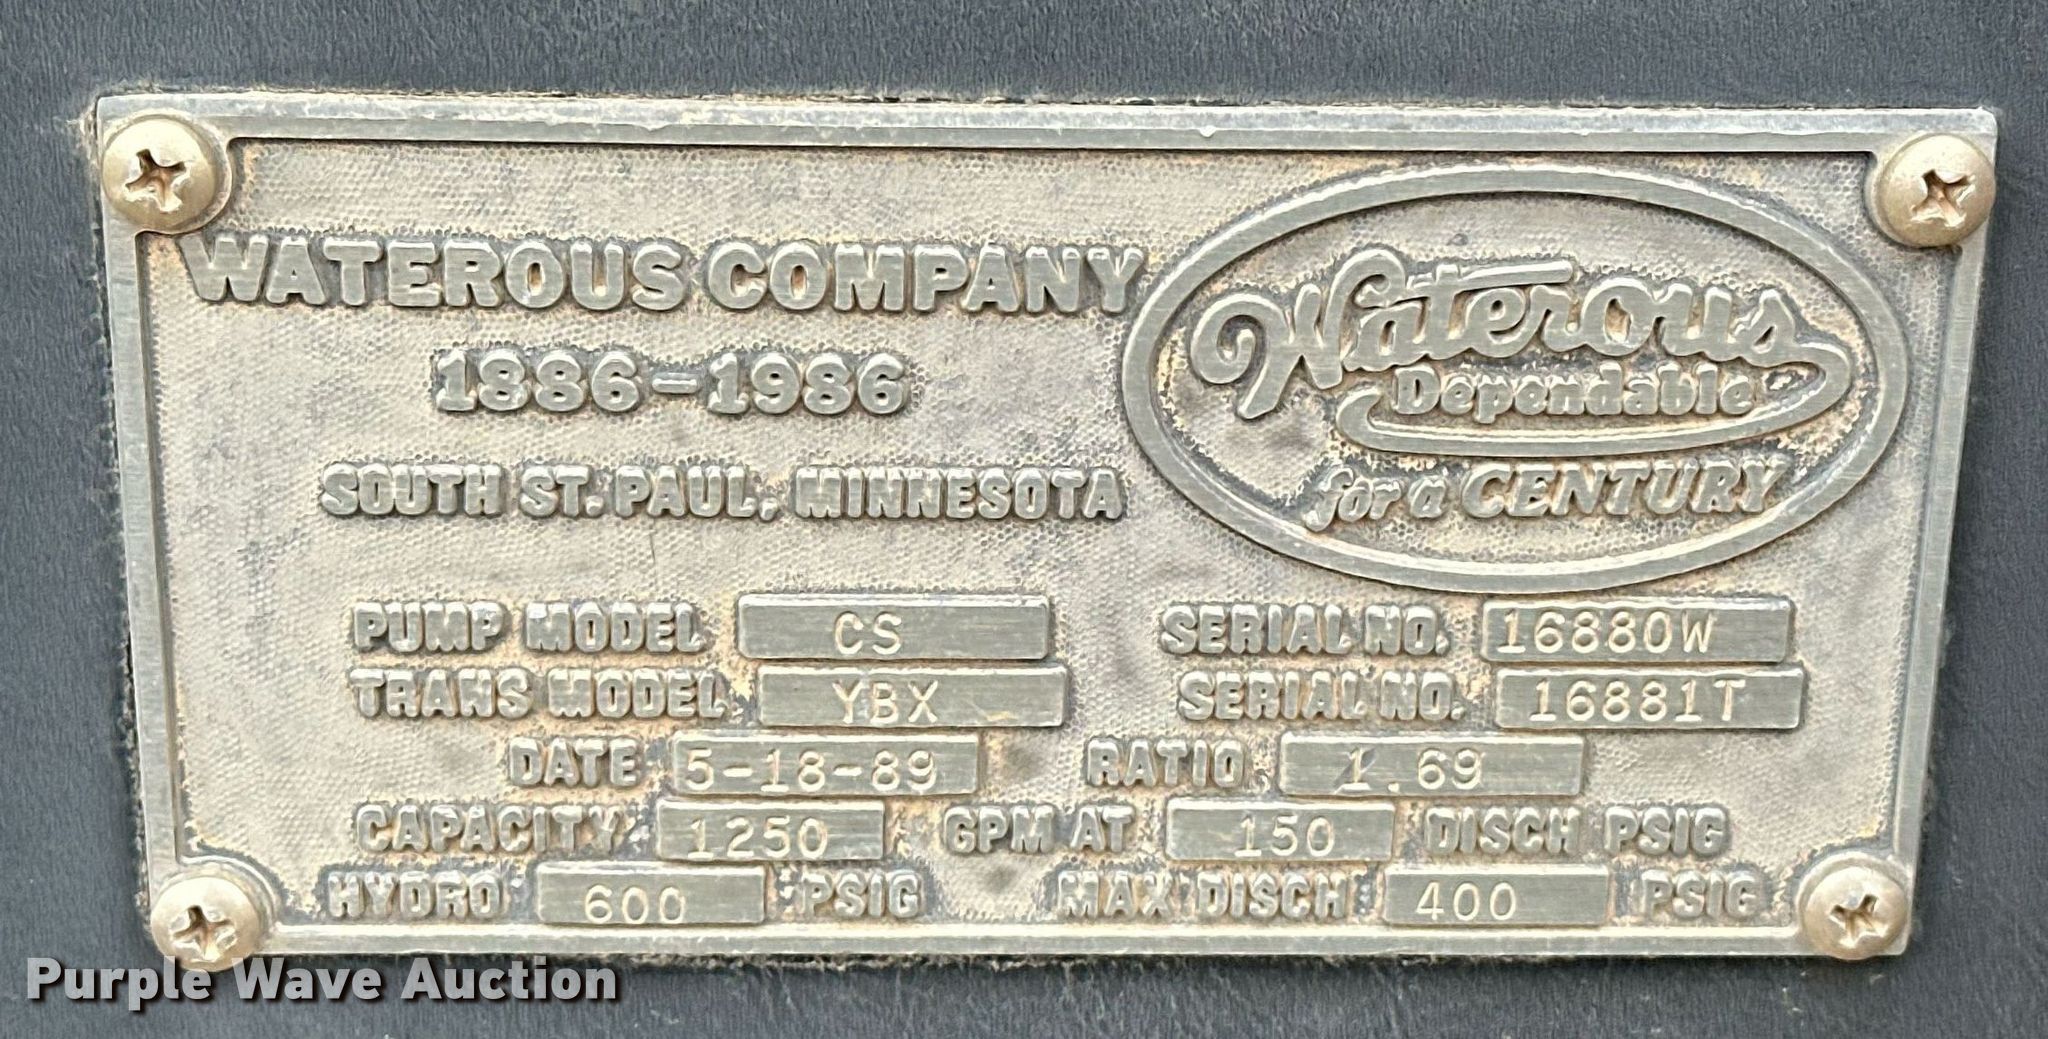 WATEROUS COMPANY
1886-1986
SOUTH ST. PAUL, MINNESOTA
Waterous
Dependable
for a CENTURY
PUMP MODEL CS SERIAL NO. 16880W
TRANS MODEL YBX SERIAL NO. 16881T
DATE 5-18-89 RATIO 1.69
CAPACITY 1250 GPM AT 150 DISCH PSIG
HYDRO 600 PSIG MAX DISCH 400 PSIG
Purple Wave Auction